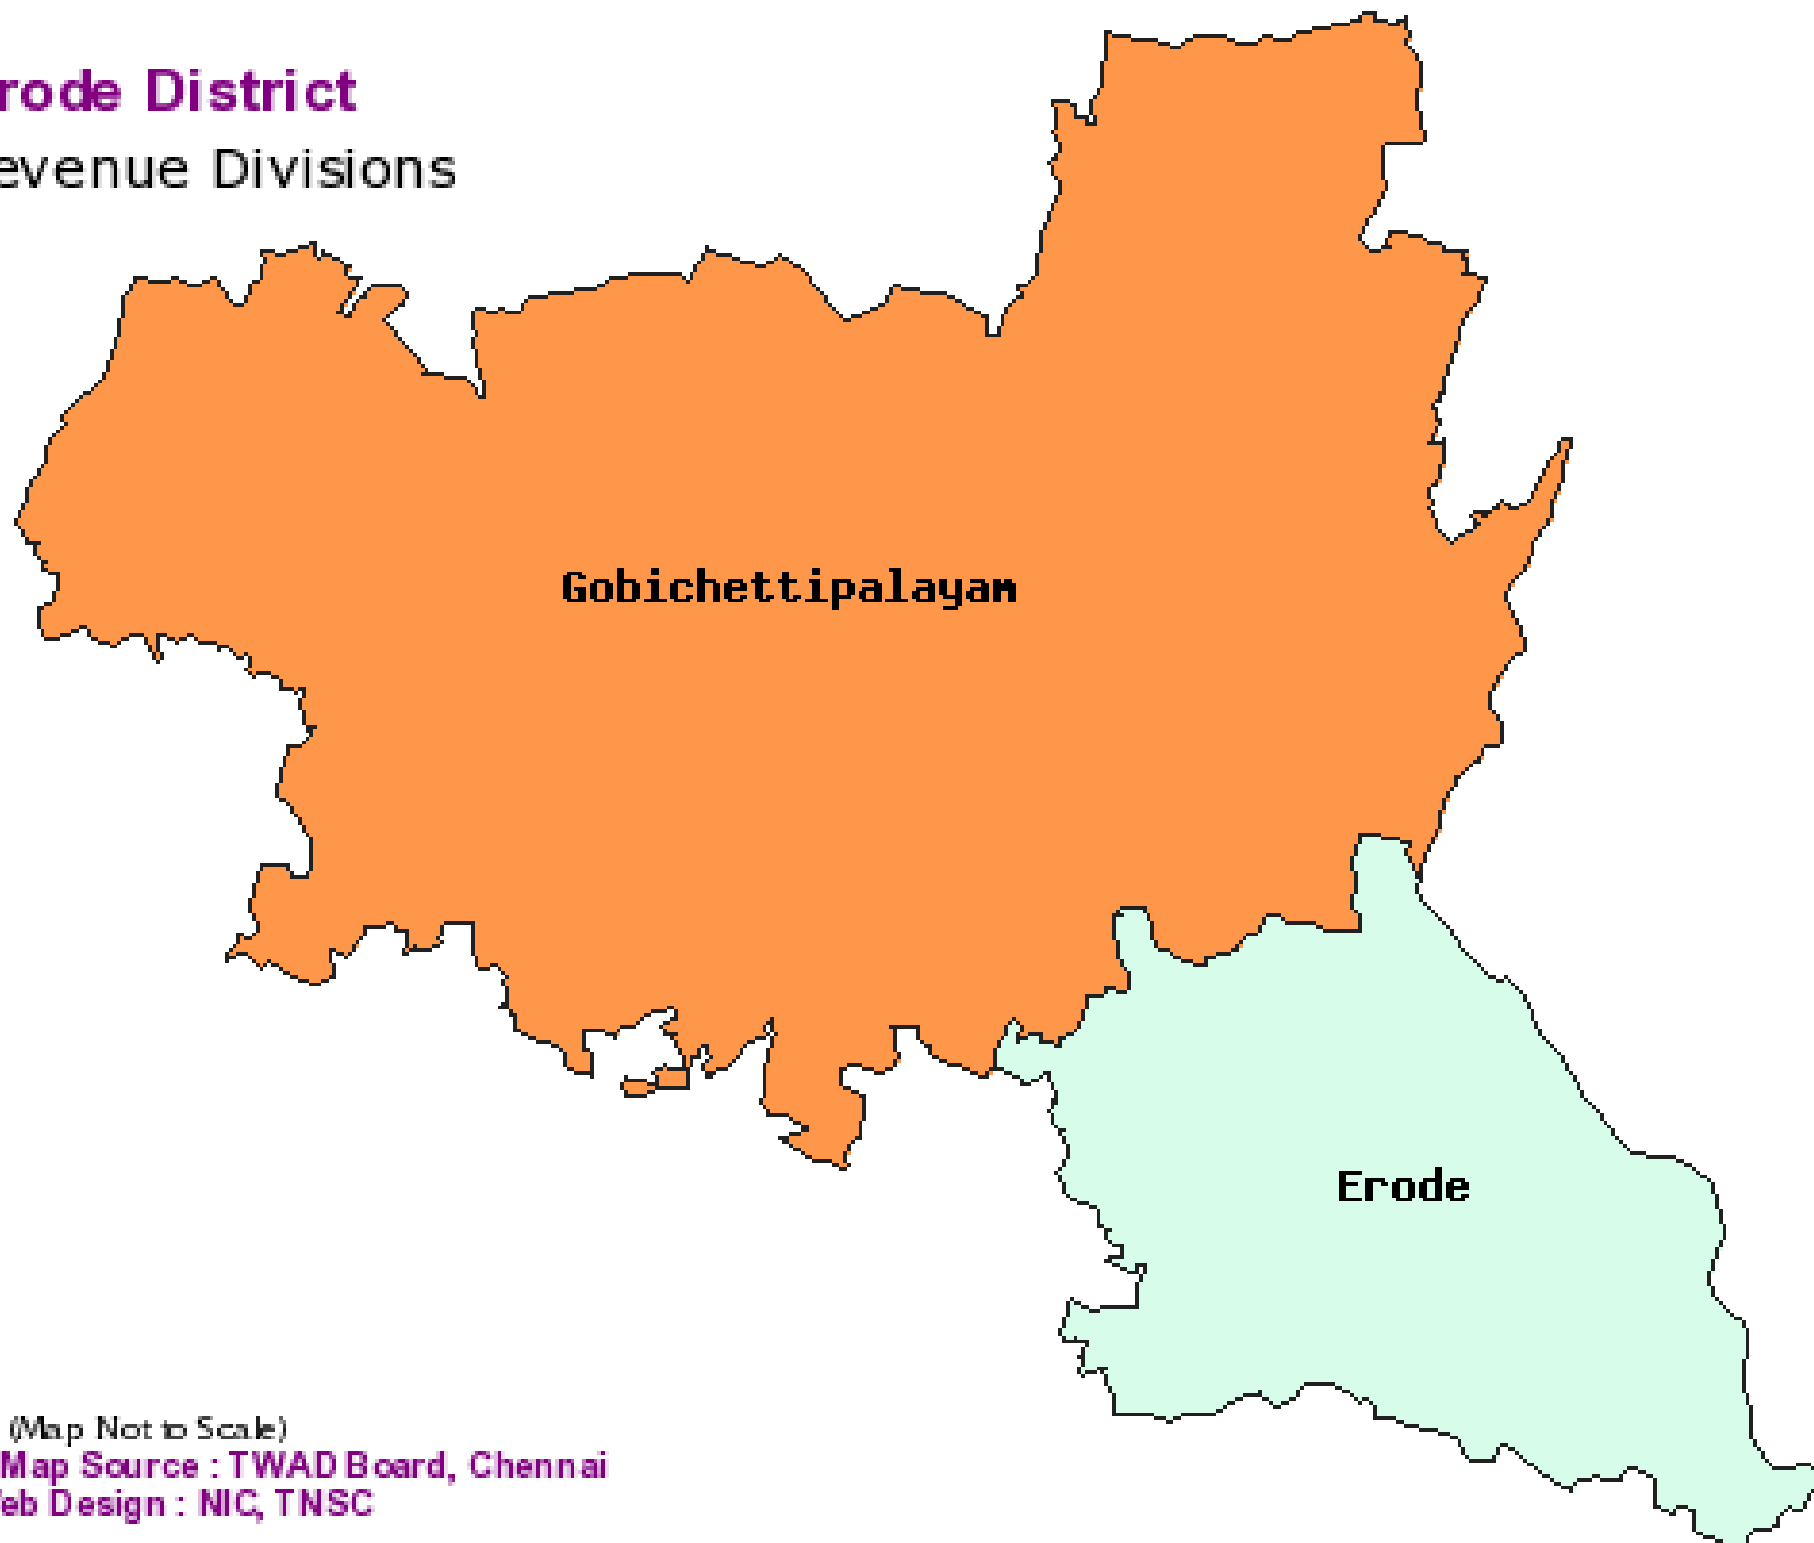 rode District
evenue Divisions
Gobichettipalayam
Erode
(Map Not to Scale)
Map Source : TWAD Board, Chennai
eb Design : NIC, TNSC